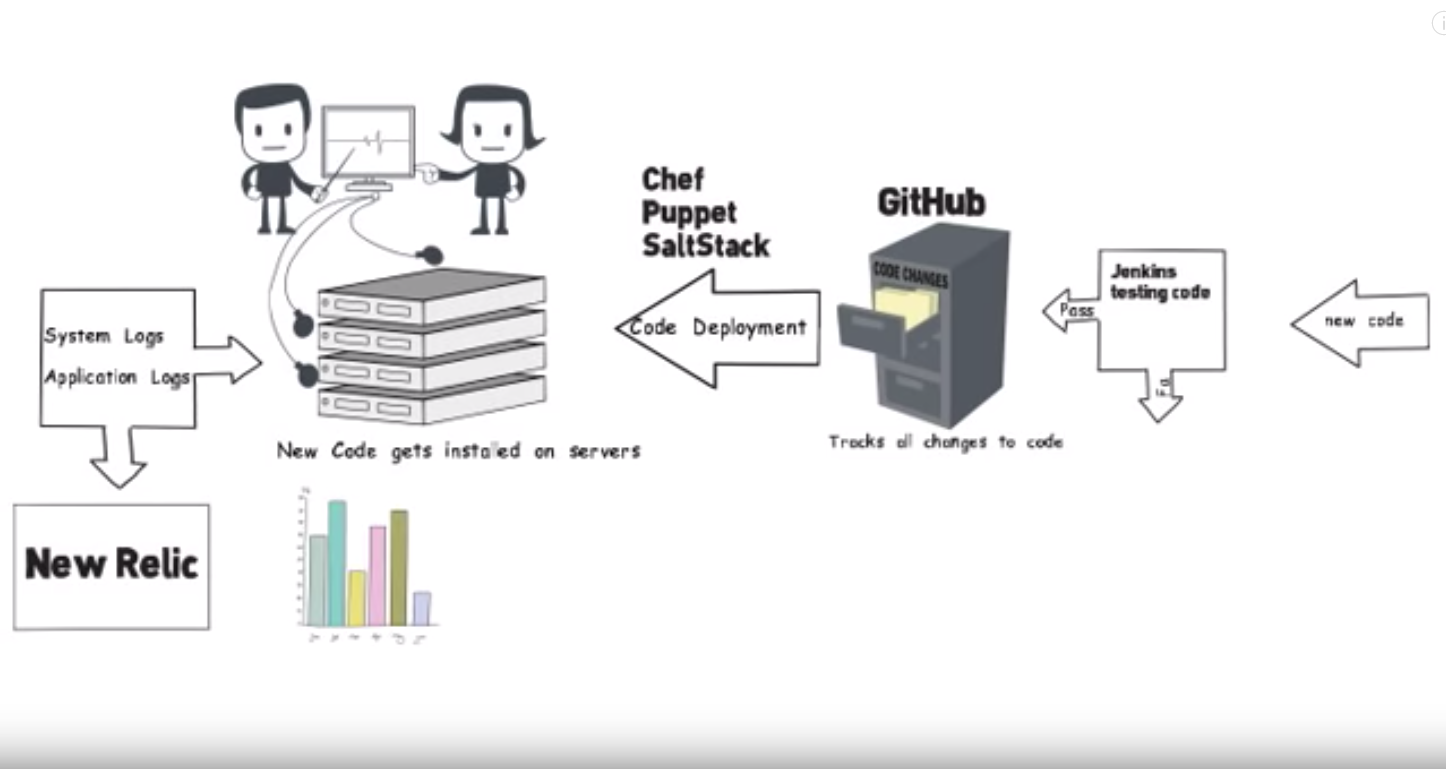 Chef
Puppet
SaltStack
Code Deployment
GitHub
CODE CHANGES
Tracks all changes to code
Jenkins
testing code
Pass
Fa
new code
System Logs
Application Logs
New Code gets installed on servers
New Relic